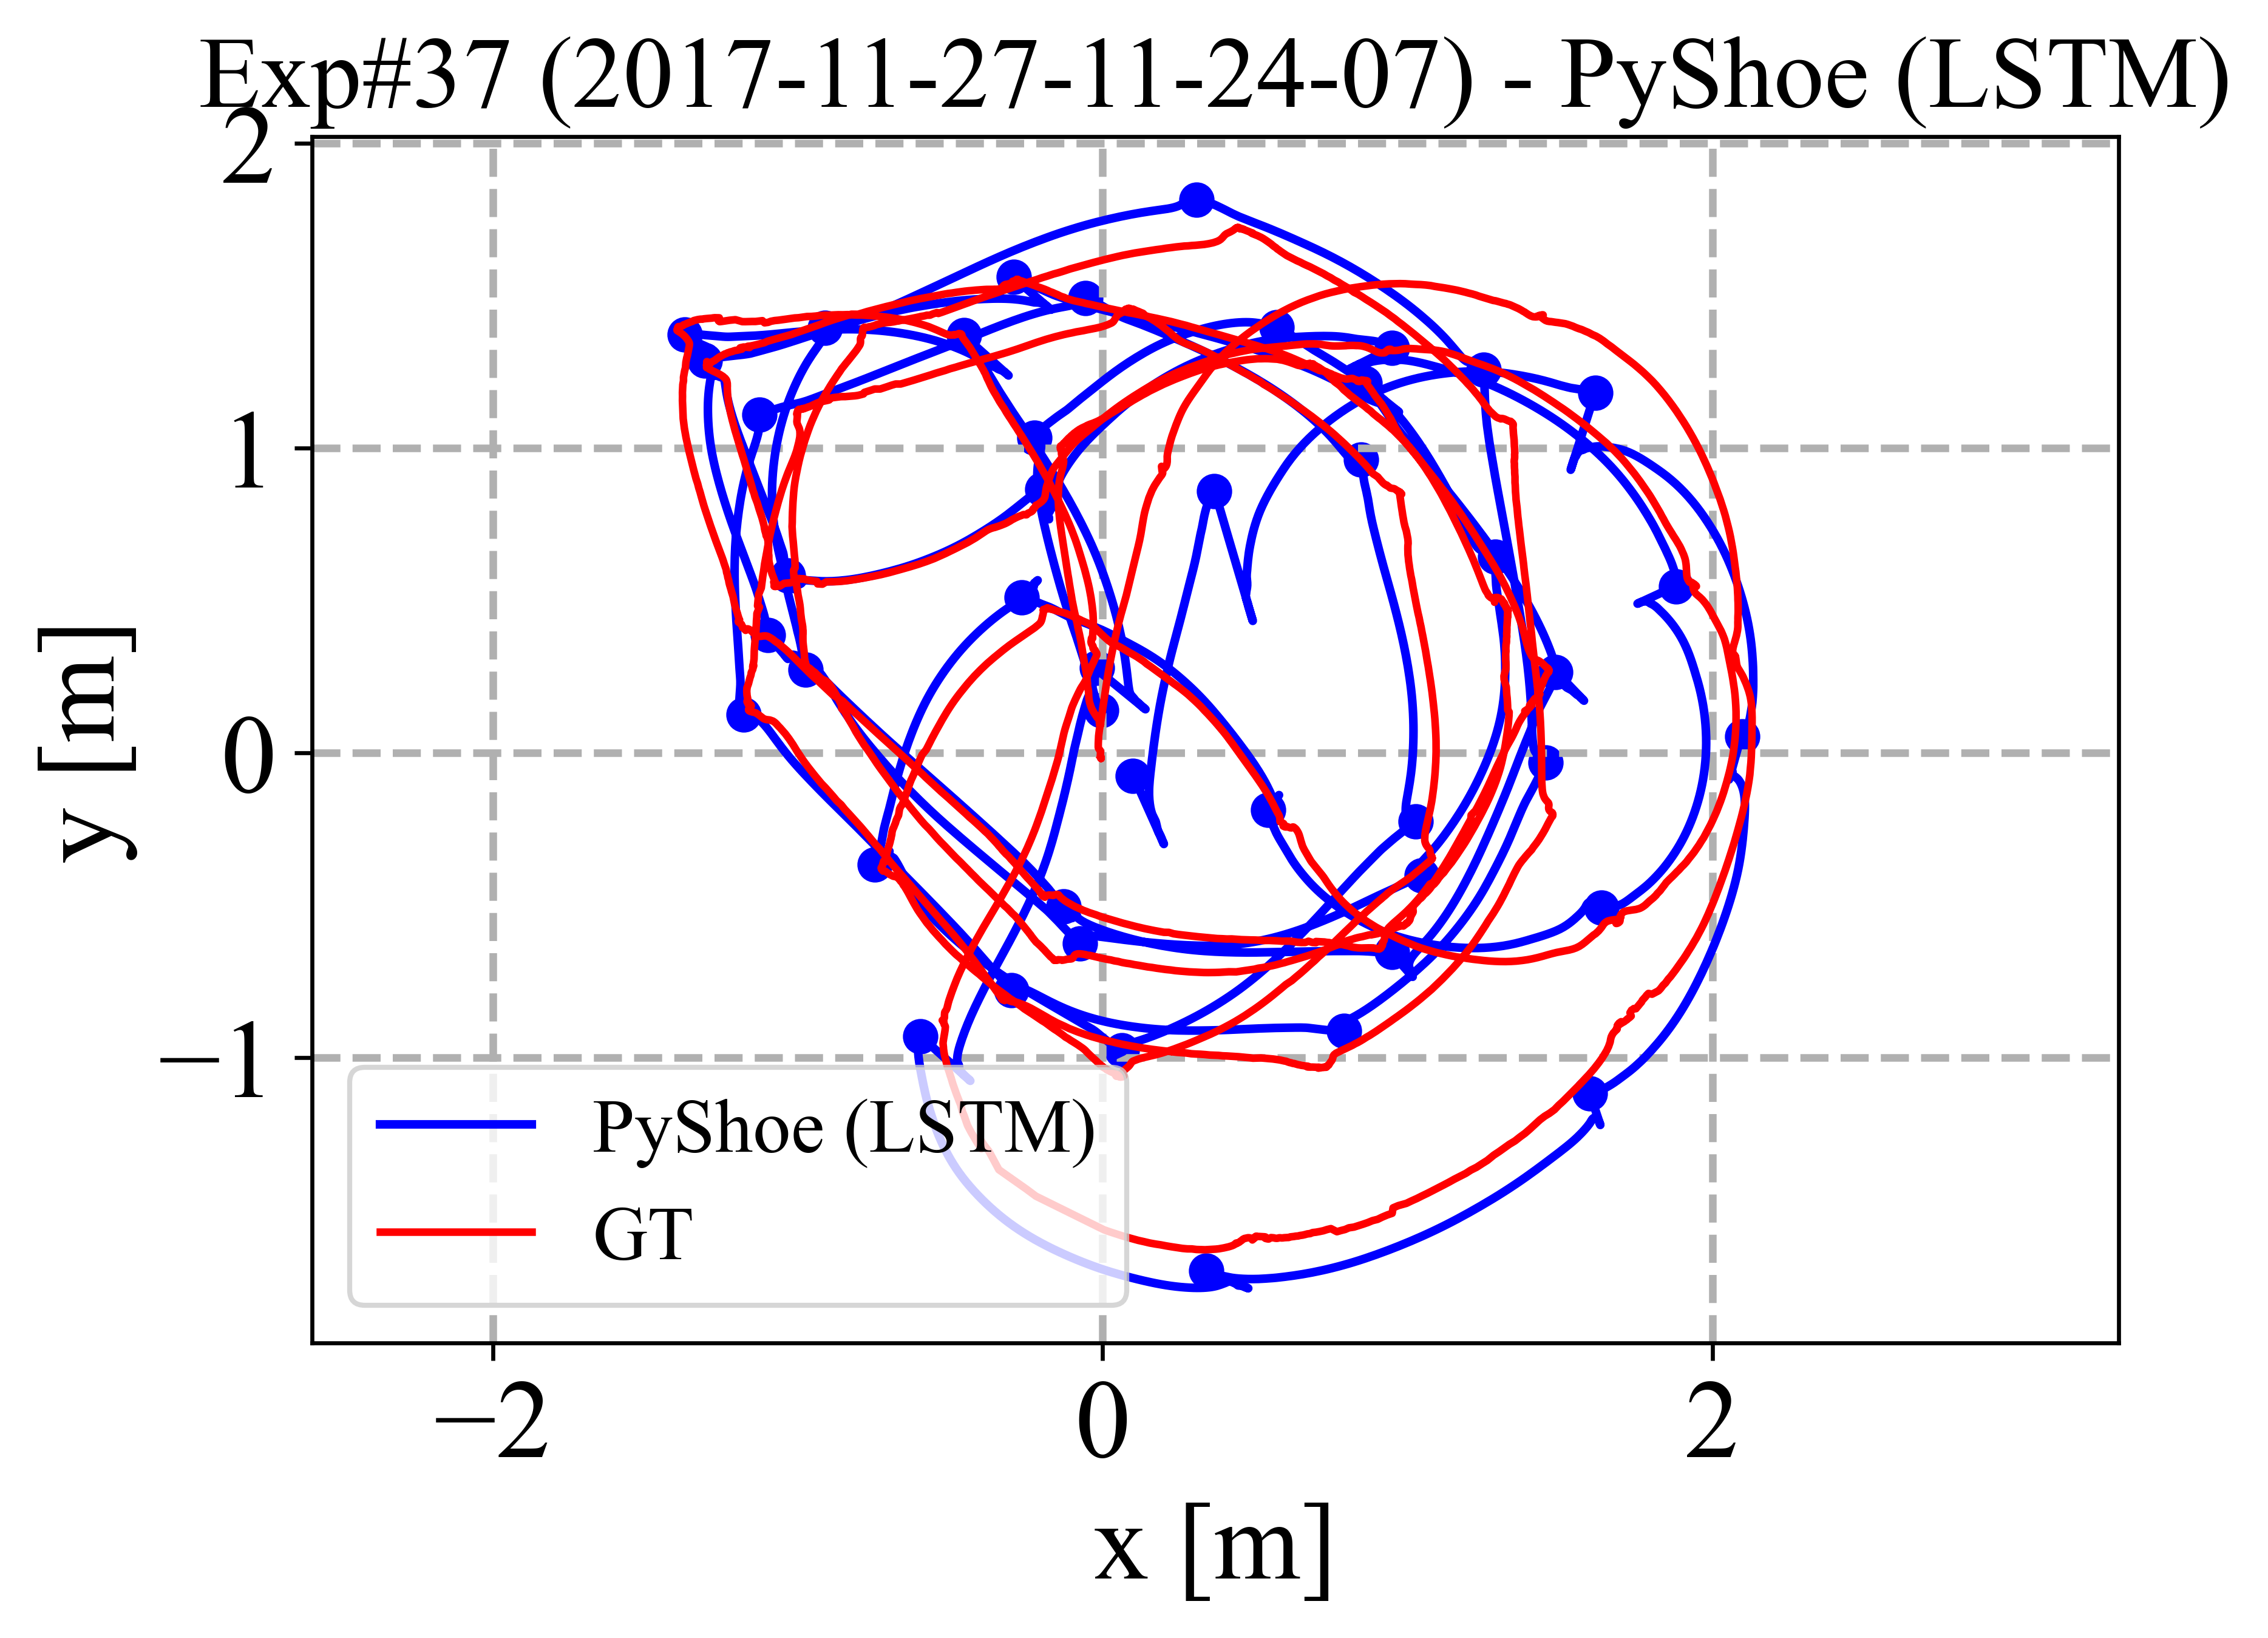 Exp#37 (2017-11-27-11-24-07) - PyShoe (LSTM)
2
1
0
−1
y [m]
PyShoe (LSTM)
GT
−2
0
2
x [m]